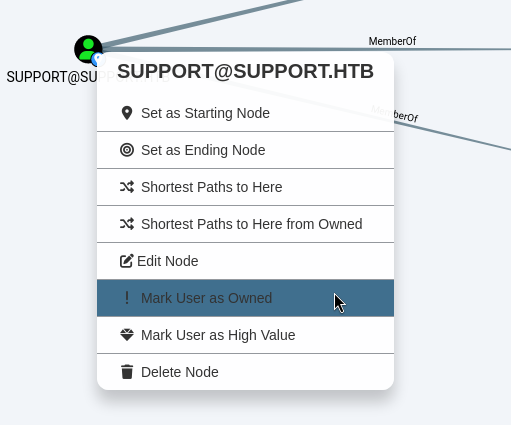 MemberOf
SUPPORT@SUPPORT.HTB
SUPPORT@SU
MemberOf
Set as Starting Node
Set as Ending Node
Shortest Paths to Here
Shortest Paths to Here from Owned
Edit Node
Mark User as Owned
Mark User as High Value
Delete Node